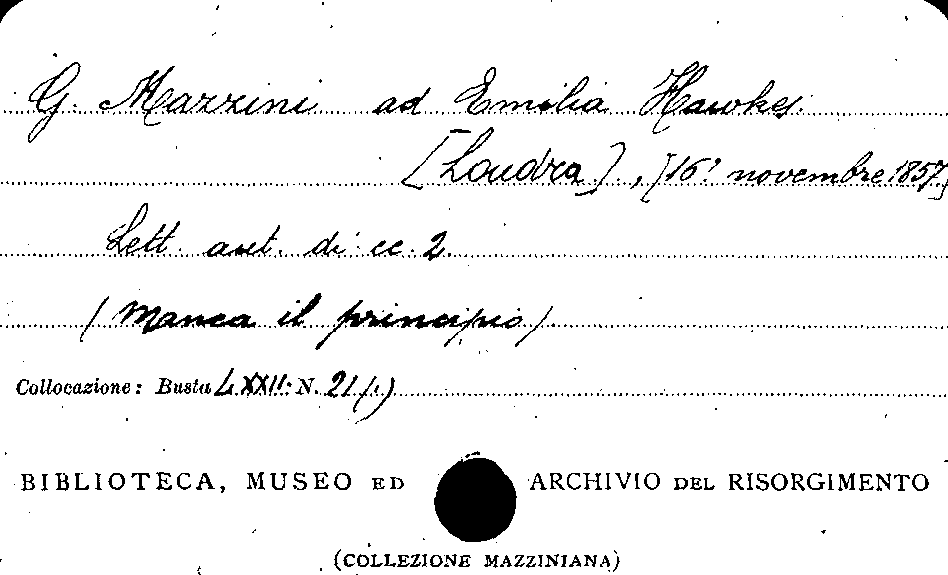 G. Mazzini ad Emilia Hawkes.
[Londra], [16? novembre 1857]
Lett. aut. di cc. 2.
(Manca il principio).
Collocazione: Busta LXXII. N. 21 (1)
BIBLIOTECA, MUSEO ED ARCHIVIO DEL RISORGIMENTO
(COLLEZIONE MAZZINIANA)